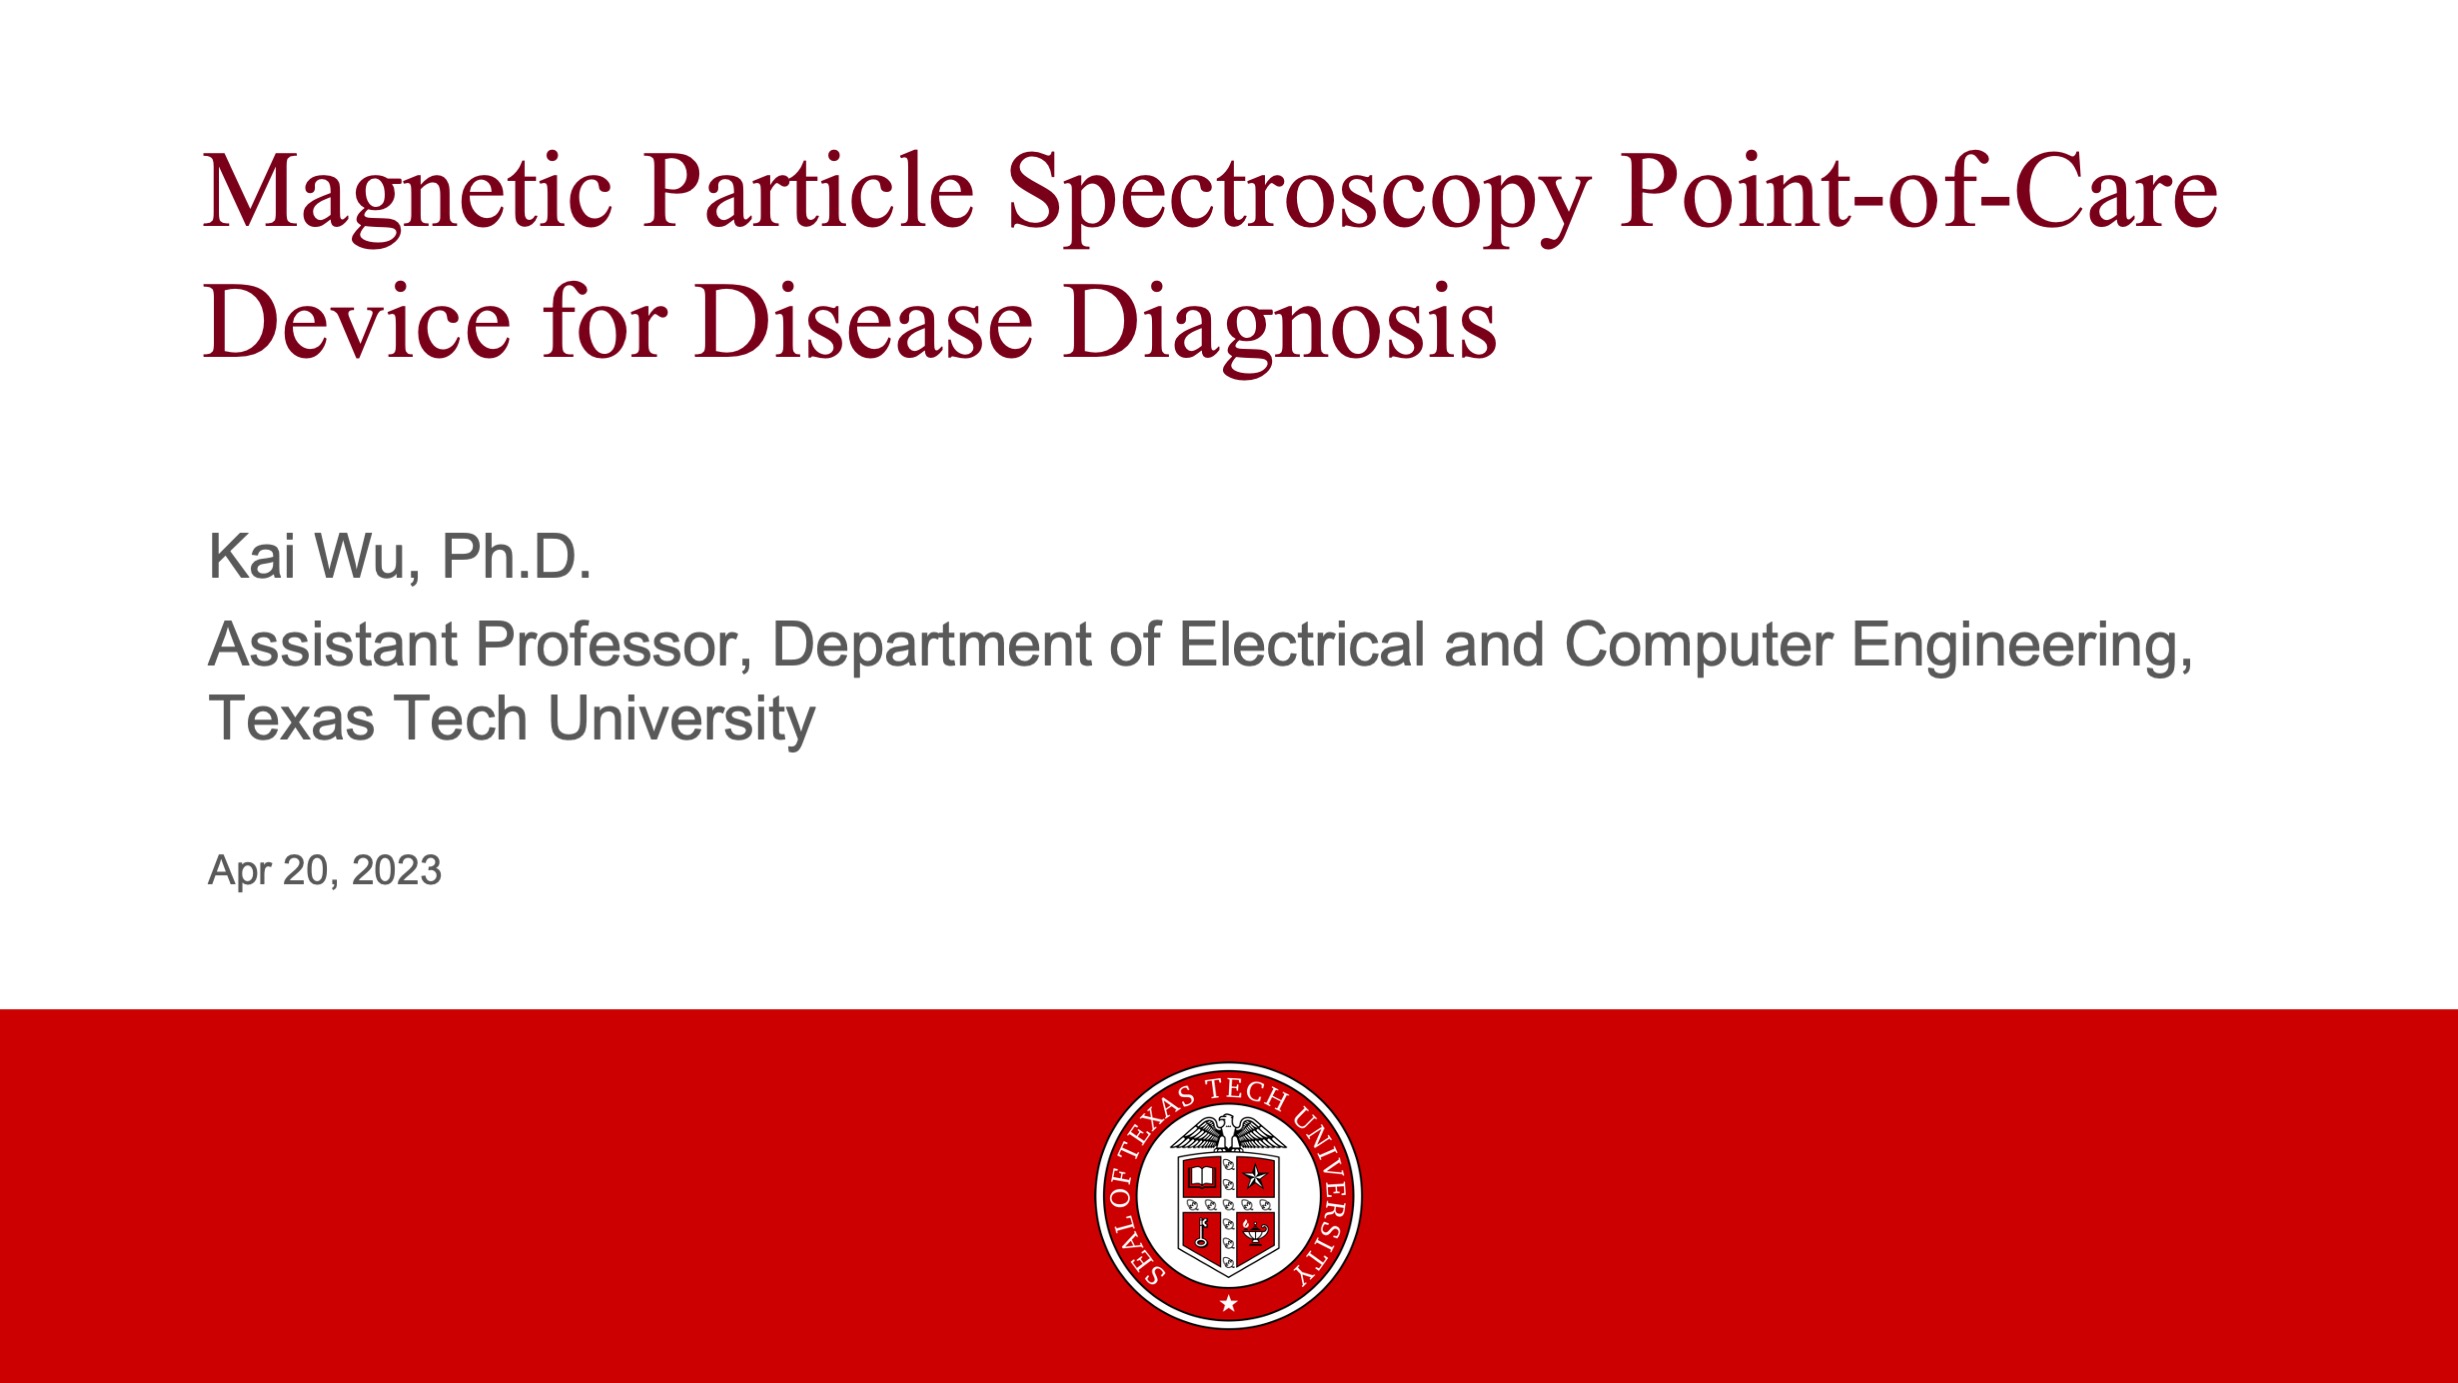 Magnetic Particle Spectroscopy Point-of-Care
Device for Disease Diagnosis
Kai Wu, Ph.D.
Assistant Professor, Department of Electrical and Computer Engineering,
Texas Tech University
Apr 20, 2023
SEAL OF TEXAS TECH UNIVERSITY